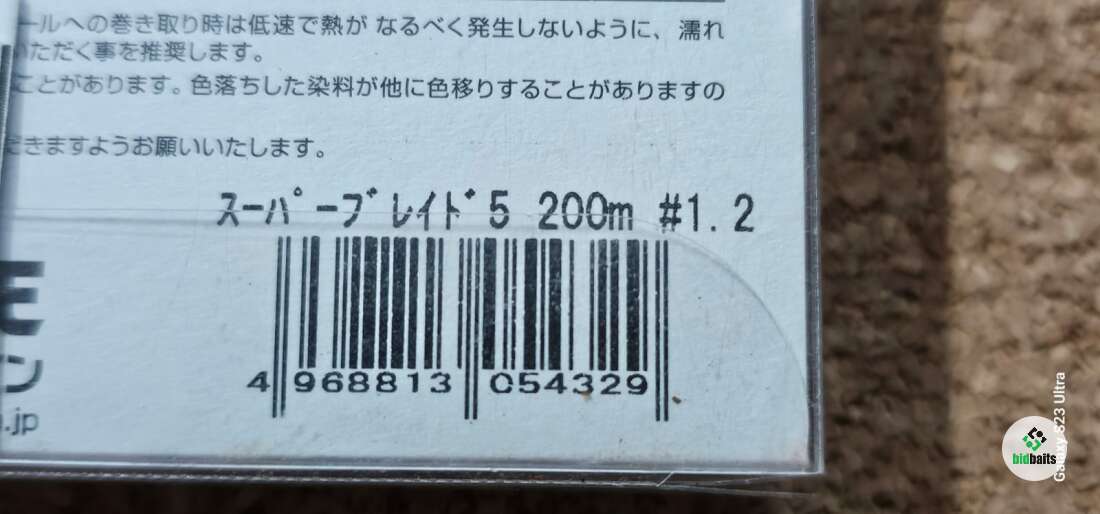 ールへの巻き取り時は低速で熱が なるべく発生しないように、濡れ
いただく事を推奨します。
ことがあります。色落ちした染料が他に色移りすることがありますの
できますようお願いいたします。
スーパーブレイド5 200m #1.2
4 968813 054329
E
ン
.jp
bidbaits
Galaxy S23 Ultra